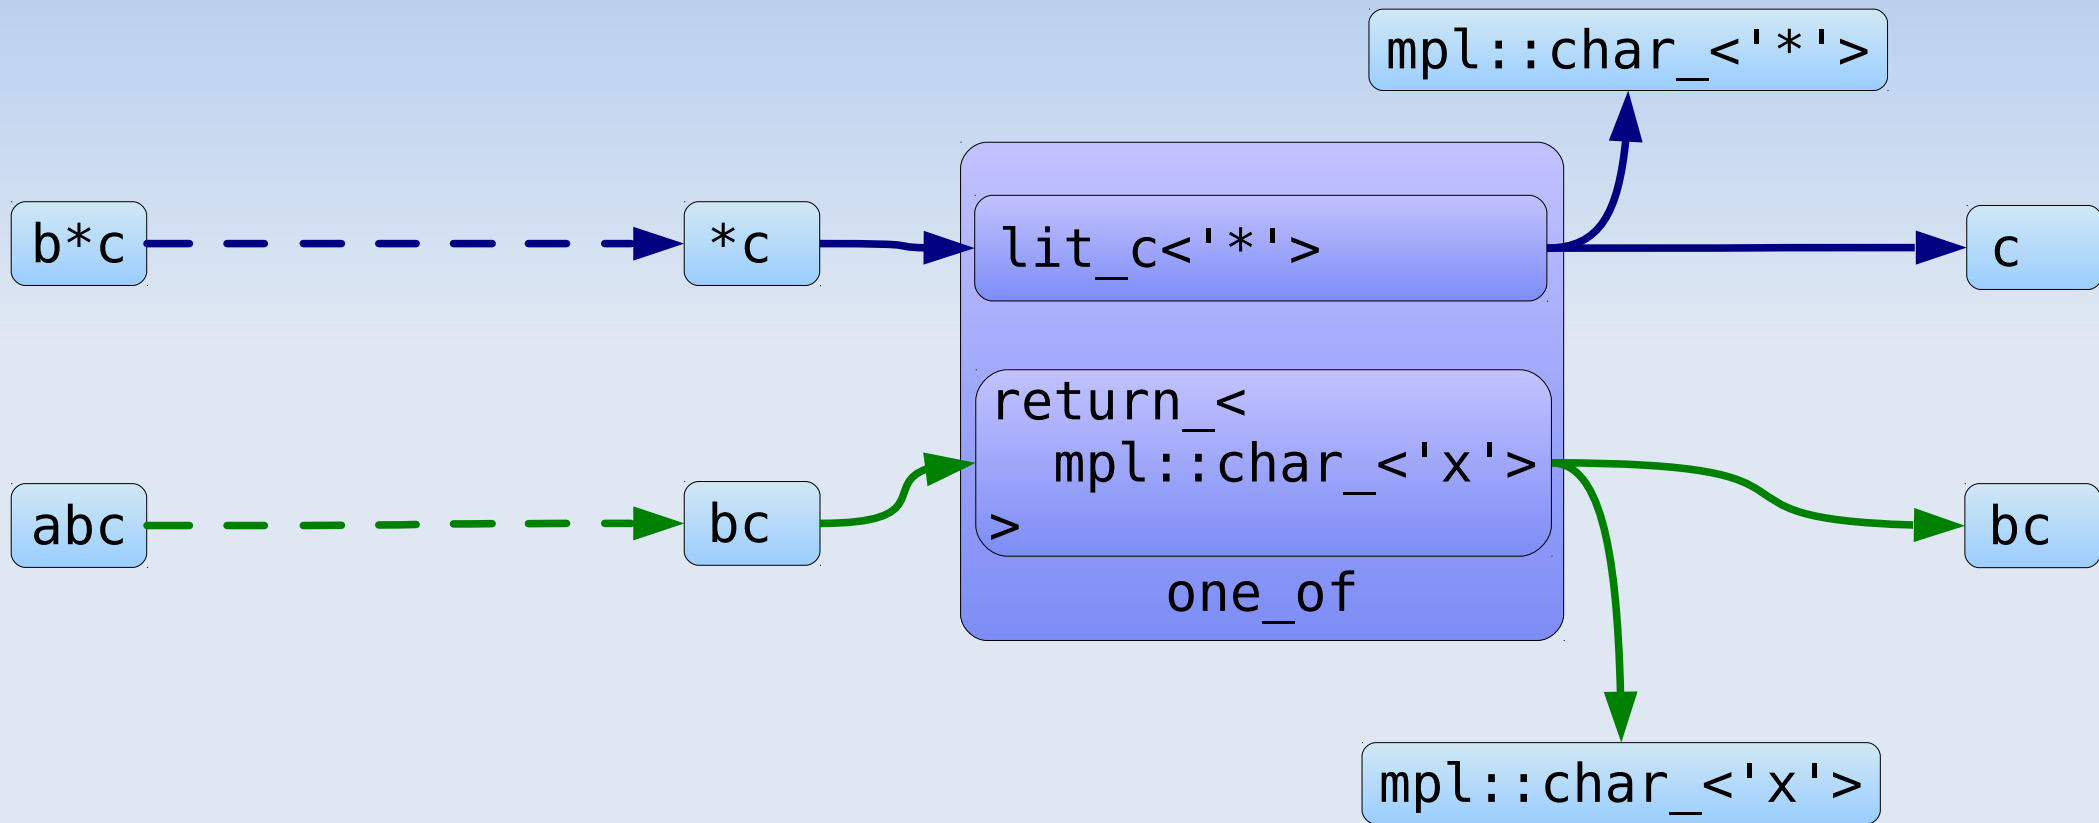 mpl::char_<'*'>
b*c
*c
lit_c<'*'>
c
return_<
  mpl::char_<'x'>
>
abc
bc
bc
one_of
mpl::char_<'x'>